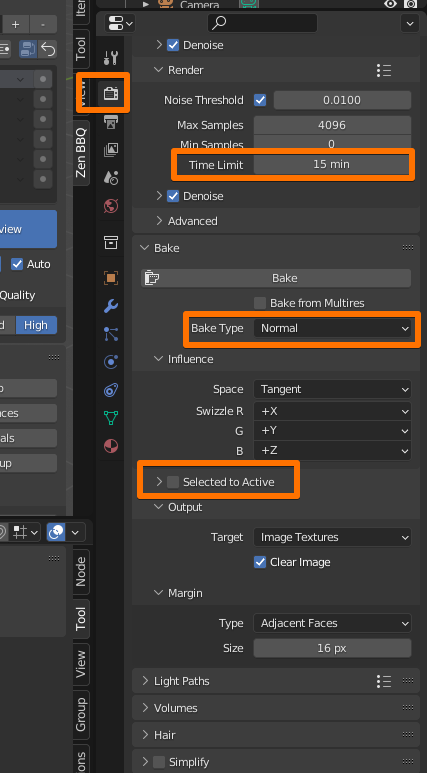 Camera
Item
Tool
View
Zen BBQ
Denoise
Render
Noise Threshold 0.0100
Max Samples 4096
Min Samples 0
Time Limit 15 min
Denoise
Advanced
Bake
Bake
Bake from Multires
Bake Type Normal
Influence
Space Tangent
Swizzle R +X
G +Y
B +Z
Selected to Active
Output
Target Image Textures
Clear Image
Margin
Type Adjacent Faces
Size 16 px
Light Paths
Volumes
Hair
Simplify
+ -
view
Auto
Quality
d High
o
ces
als
up
Node
Tool
View
Group
ons